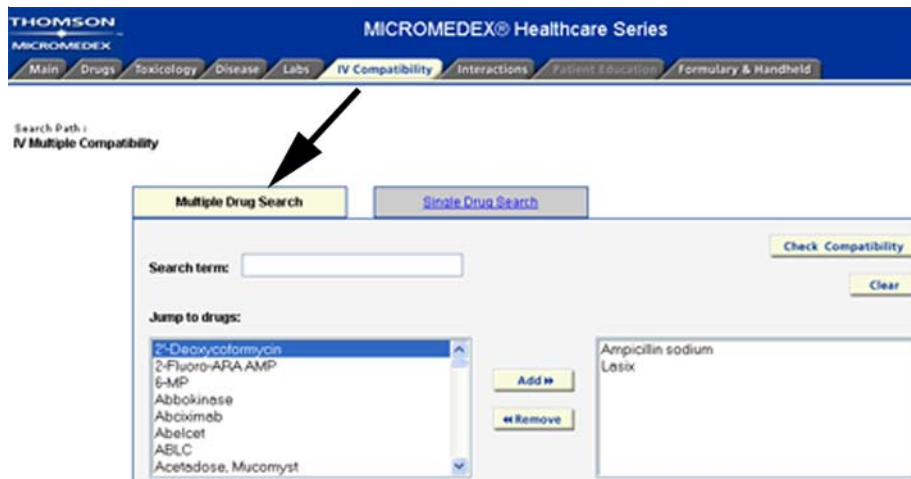 THOMSON
MICROMEDEX
MICROMEDEX® Healthcare Series
Main Drugs Toxicology Disease Labs IV Compatibility Interactions Patient Education Formulary & Handheld
Search Path :
IV Multiple Compatibility
Multiple Drug Search Single Drug Search
Check Compatibility
Search term:
Clear
Jump to drugs:
2'-Deoxycoformycin
2-Fluoro-ARA AMP
6-MP
Abbokinase
Abciximab
Abelcet
ABLC
Acetadose, Mucomyst
Add
Remove
Ampicillin sodium
Lasix